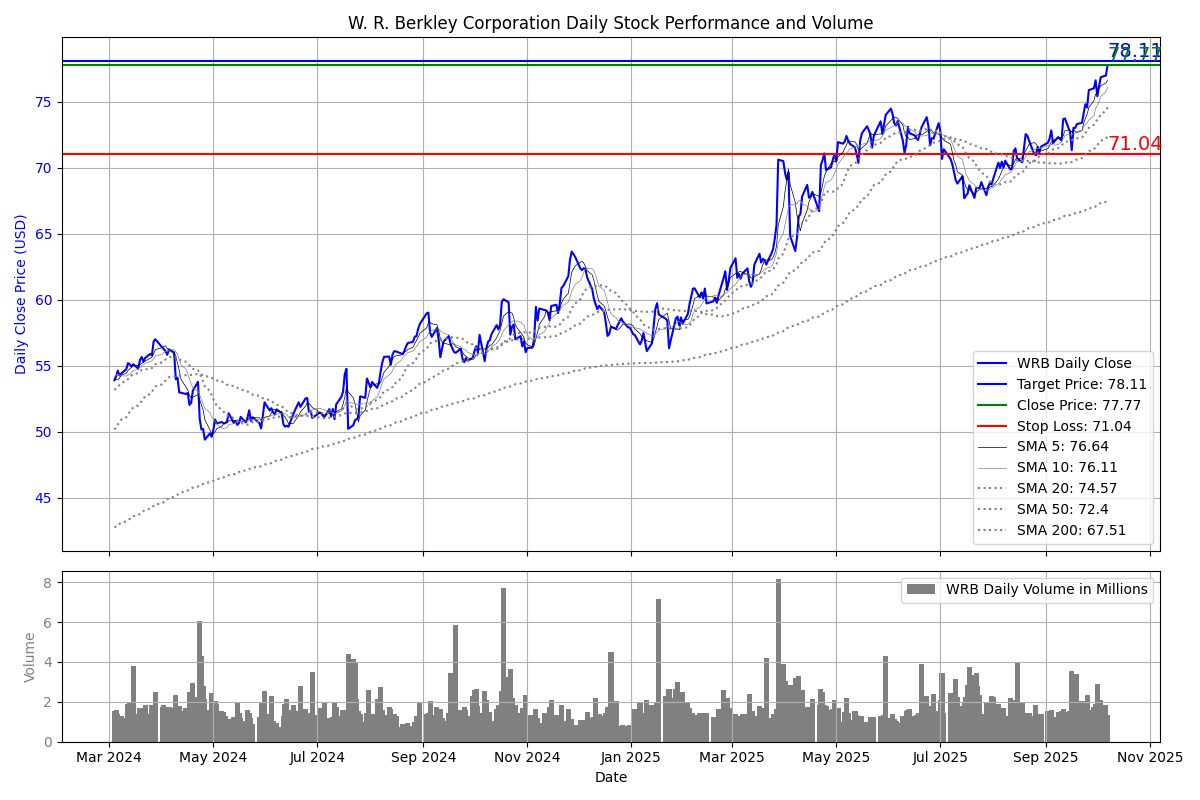 W. R. Berkley Corporation Daily Stock Performance and Volume
78.11
77.77
71.04
Daily Close Price (USD)
75
70
65
60
55
50
45
WRB Daily Close
Target Price: 78.11
Close Price: 77.77
Stop Loss: 71.04
SMA 5: 76.64
SMA 10: 76.11
SMA 20: 74.57
SMA 50: 72.4
SMA 200: 67.51
Volume
8
6
4
2
0
WRB Daily Volume in Millions
Mar 2024 May 2024 Jul 2024 Sep 2024 Nov 2024 Jan 2025 Mar 2025 May 2025 Jul 2025 Sep 2025 Nov 2025
Date